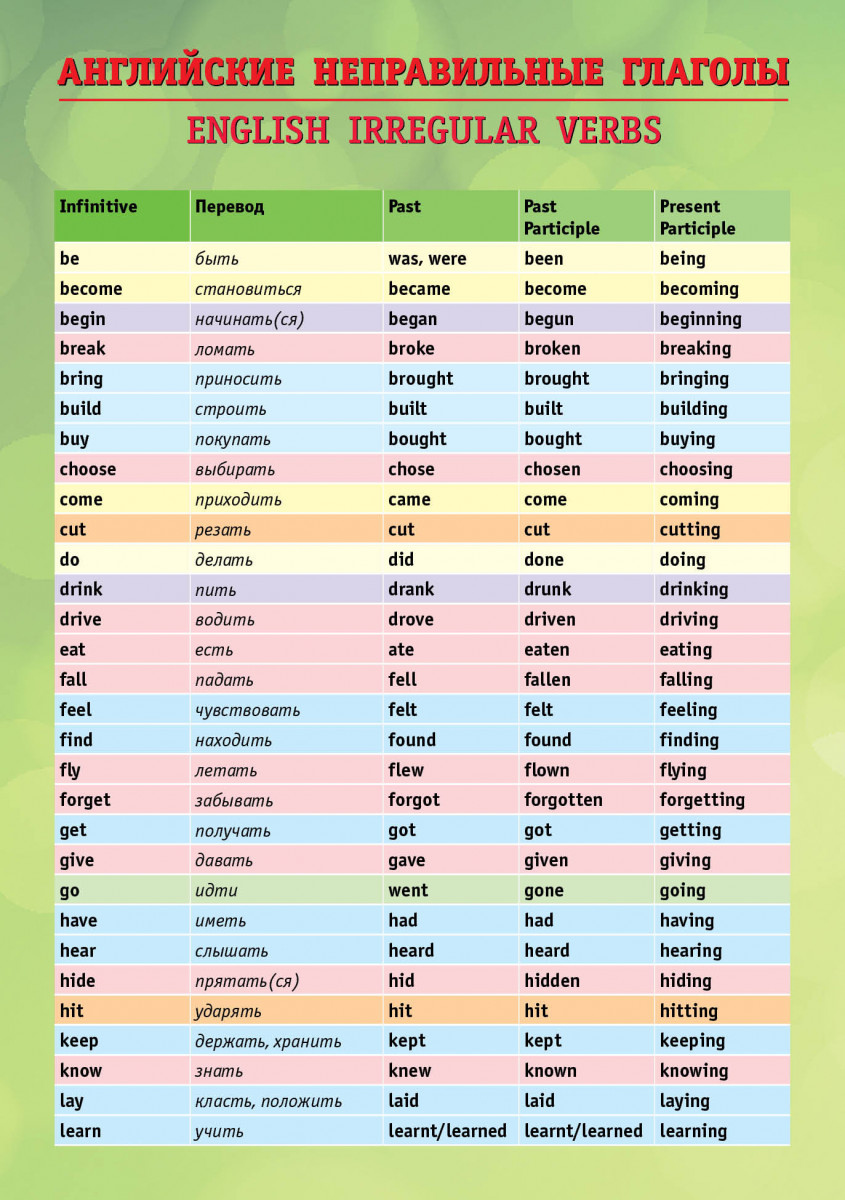 АНГЛИЙСКИЕ НЕПРАВИЛЬНЫЕ ГЛАГОЛЫ
ENGLISH IRREGULAR VERBS
Infinitive Перевод Past Past Participle Present Participle
be быть was, were been being
become становиться became become becoming
begin начинать(ся) began begun beginning
break ломать broke broken breaking
bring приносить brought brought bringing
build строить built built building
buy покупать bought bought buying
choose выбирать chose chosen choosing
come приходить came come coming
cut резать cut cut cutting
do делать did done doing
drink пить drank drunk drinking
drive водить drove driven driving
eat есть ate eaten eating
fall падать fell fallen falling
feel чувствовать felt felt feeling
find находить found found finding
fly летать flew flown flying
forget забывать forgot forgotten forgetting
get получать got got getting
give давать gave given giving
go идти went gone going
have иметь had had having
hear слышать heard heard hearing
hide прятать(ся) hid hidden hiding
hit ударять hit hit hitting
keep держать, хранить kept kept keeping
know знать knew known knowing
lay класть, положить laid laid laying
learn учить learnt/learned learnt/learned learning